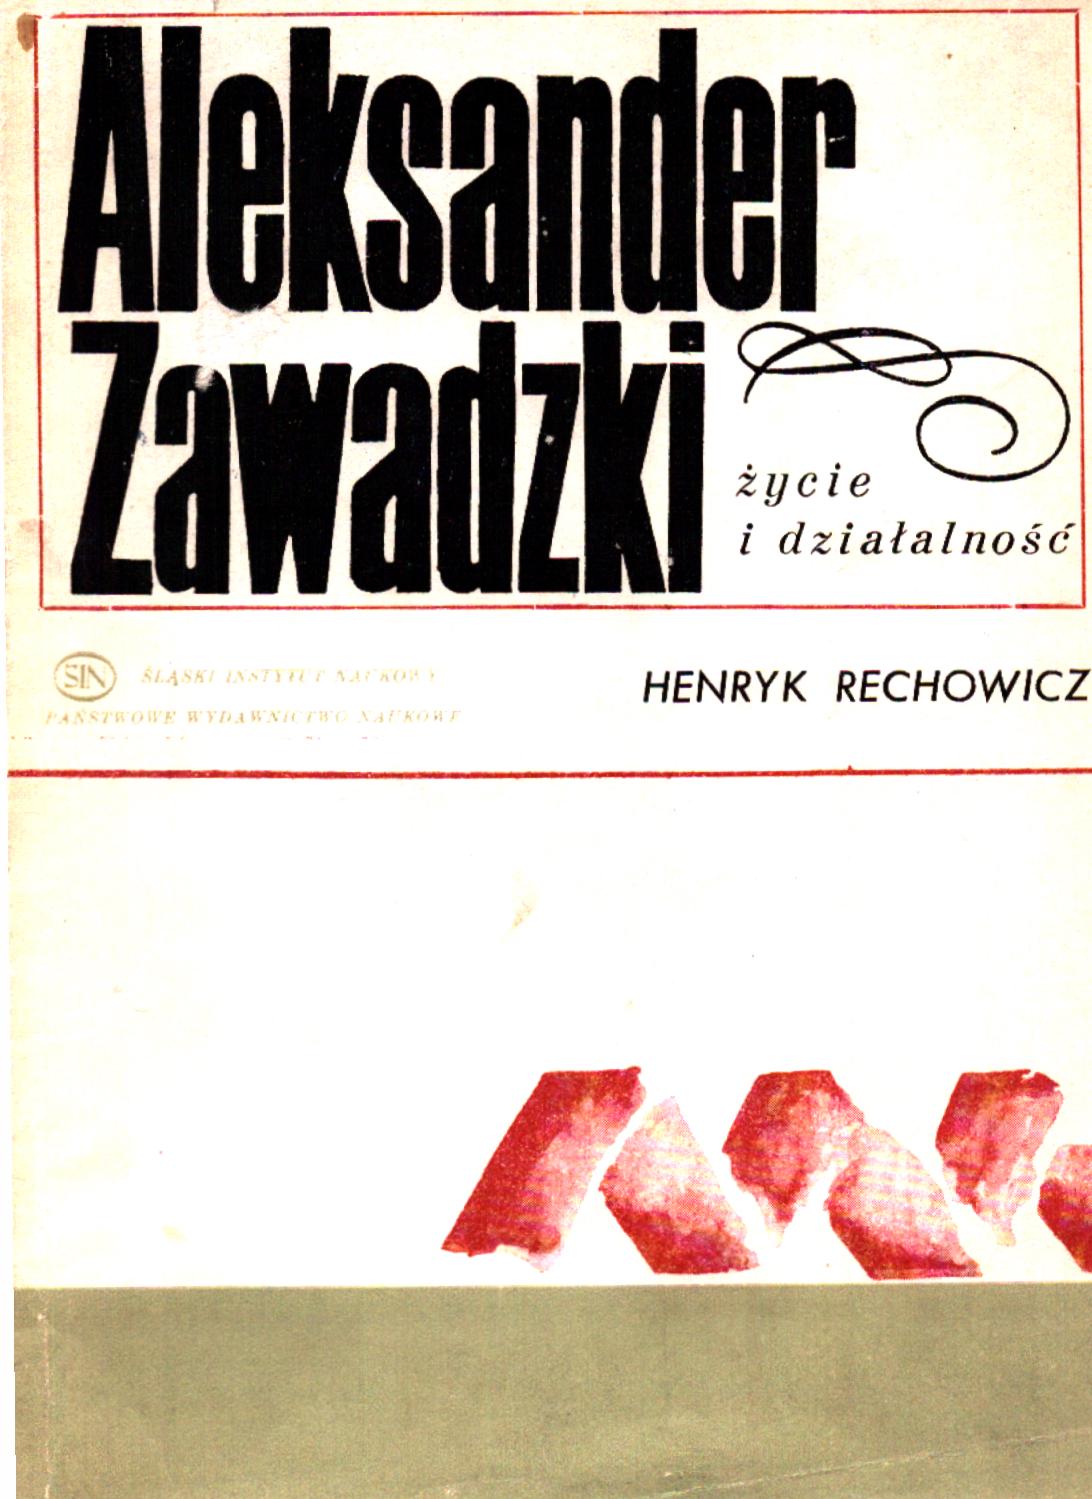 Aleksander
Zawadzki
życie
i działalność
SIN ŚLĄSKI INSTYTUT NAUKOWY
PAŃSTWOWE WYDAWNICTWO NAUKOWE
HENRYK RECHOWICZ